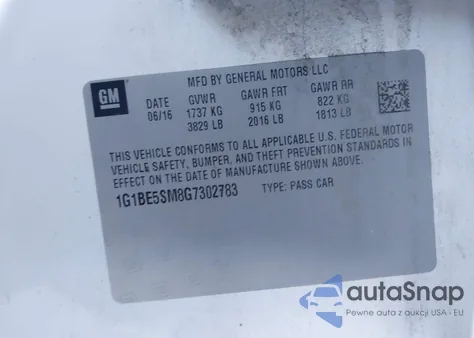 MFD BY GENERAL MOTORS LLC
GM
DATE GVWR GAWR FRT GAWR RR
06/16 1737 KG 915 KG 822 KG
3829 LB 2016 LB 1813 LB
THIS VEHICLE CONFORMS TO ALL APPLICABLE U.S. FEDERAL MOTOR
VEHICLE SAFETY, BUMPER, AND THEFT PREVENTION STANDARDS IN
EFFECT ON THE DATE OF MANUFACTURE SHOWN ABOVE.
1G1BE5SM8G7302783 TYPE: PASS CAR
autoSnap
Pewne auta z aukcji USA - EU